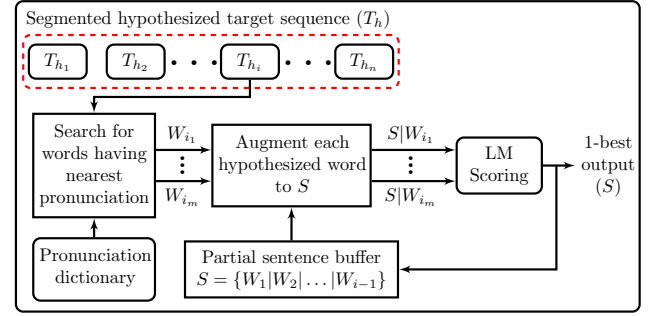 Segmented hypothesized target sequence (T_h)
T_{h_1} T_{h_2} · · · T_{h_i} · · · T_{h_n}
Search for
words having
nearest
pronunciation
W_{i_1}
⋮
W_{i_m}
Augment each
hypothesized word
to S
S|W_{i_1}
⋮
S|W_{i_m}
LM
Scoring
1-best
output
(S)
Pronunciation
dictionary
Partial sentence buffer
S = {W_1|W_2| . . . |W_{i−1}}